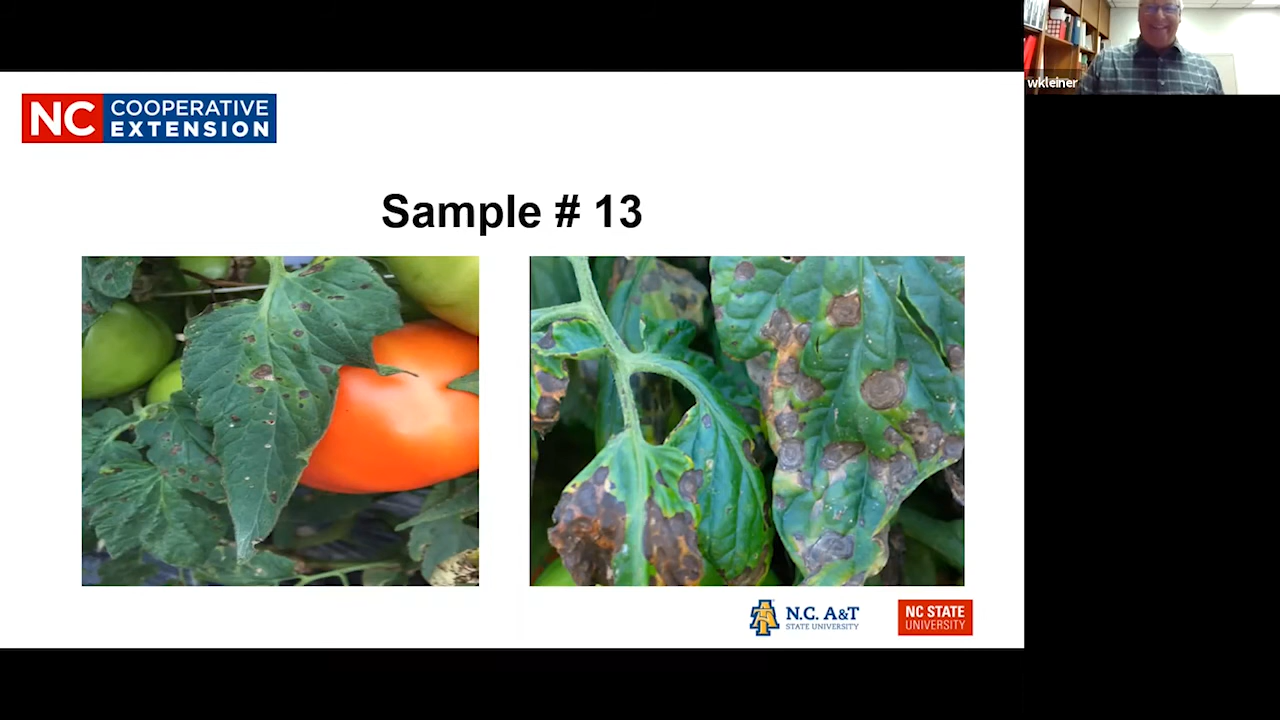 wkleiner
NC COOPERATIVE
EXTENSION
Sample # 13
N.C. A&T
STATE UNIVERSITY
NC STATE
UNIVERSITY